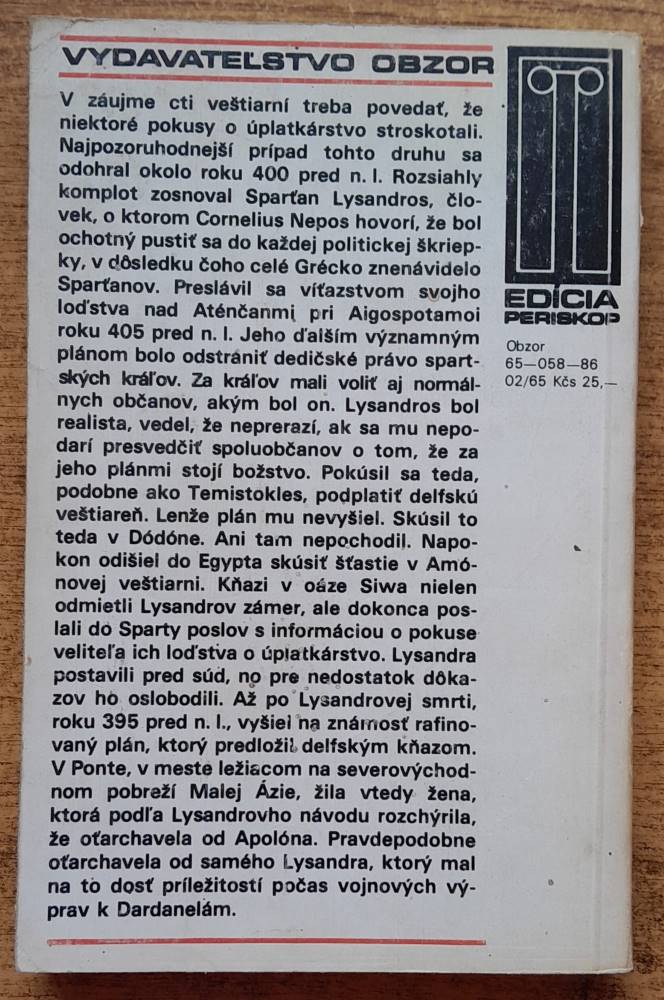 VYDAVATEĽSTVO OBZOR
V záujme cti veštiarní treba povedať, že
niektoré pokusy o úplatkárstvo stroskotali.
Najpozoruhodnejší prípad tohto druhu sa
odohral okolo roku 400 pred n. l. Rozsiahly
komplot zosnoval Sparťan Lysandros, člo-
vek, o ktorom Cornelius Nepos hovorí, že bol
ochotný pustiť sa do každej politickej škriep-
ky, v dôsledku čoho celé Grécko znenávidelo
Sparťanov. Preslávil sa víťazstvom svojho
loďstva nad Aténčanmi pri Aigospotamoi
roku 405 pred n. l. Jeho ďalším významným
plánom bolo odstrániť dedičské právo spart-
ských kráľov. Za kráľov mali voliť aj normál-
nych občanov, akým bol on. Lysandros bol
realista, vedel, že neprerazí, ak sa mu nepo-
darí presvedčiť spoluobčanov o tom, že za
jeho plánmi stojí božstvo. Pokúsil sa teda,
podobne ako Temistokles, podplatiť delfskú
veštiareň. Lenže plán mu nevyšiel. Skúsil to
teda v Dódóne. Ani tam nepochodil. Napo-
kon odišiel do Egypta skúsiť šťastie v Amó-
novej veštiarni. Kňazi v oáze Siwa nielen
odmietli Lysandrov zámer, ale dokonca pos-
lali do Sparty poslov s informáciou o pokuse
veliteľa ich loďstva o úplatkárstvo. Lysandra
postavili pred súd, no pre nedostatok dôka-
zov ho oslobodili. Až po Lysandrovej smrti,
roku 395 pred n. l., vyšiel na známosť rafino-
vaný plán, ktorý predložil delfským kňazom.
V Ponte, v meste ležiacom na severovýchod-
nom pobreží Malej Ázie, žila vtedy žena,
ktorá podľa Lysandrovho návodu rozchýrila,
že oťarchavela od Apolóna. Pravdepodobne
oťarchavela od samého Lysandra, ktorý mal
na to dosť príležitostí počas vojnových vý-
prav k Dardanelám.
EDÍCIA
PERISKOP
Obzor
65—058—86
02/65 Kčs 25,—